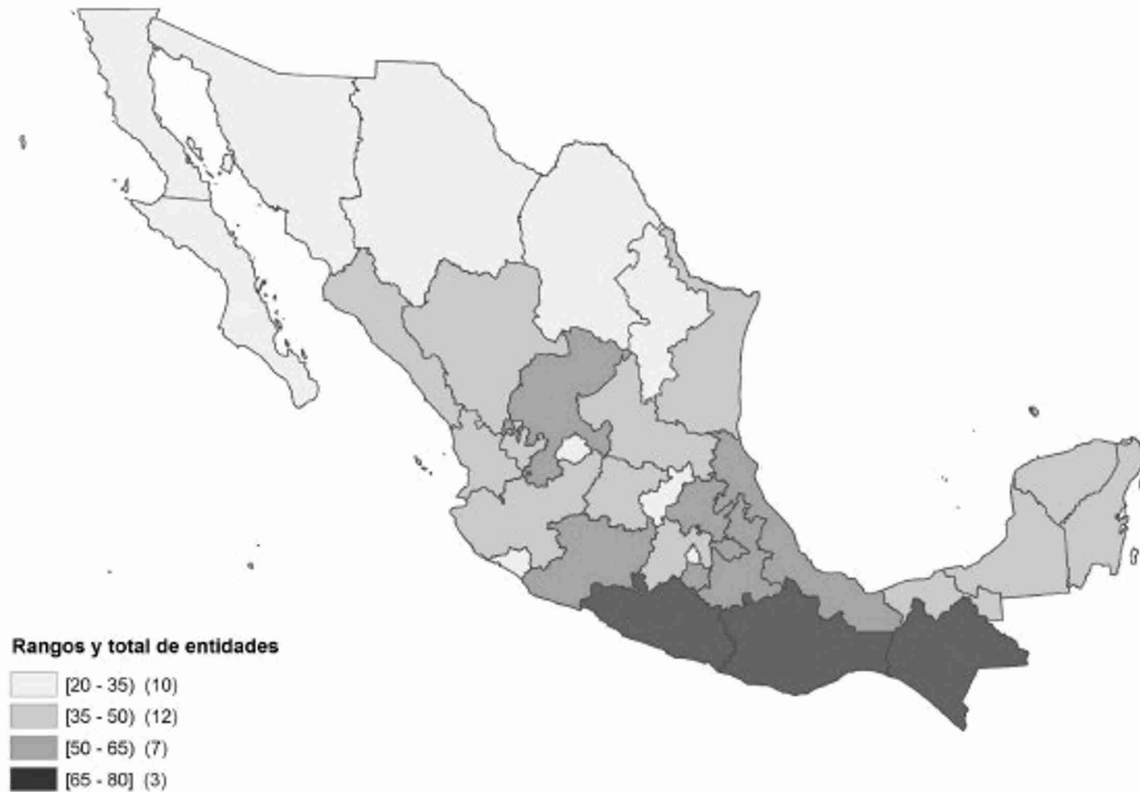 Rangos y total de entidades
[20 - 35) (10)
[35 - 50) (12)
[50 - 65) (7)
[65 - 80] (3)